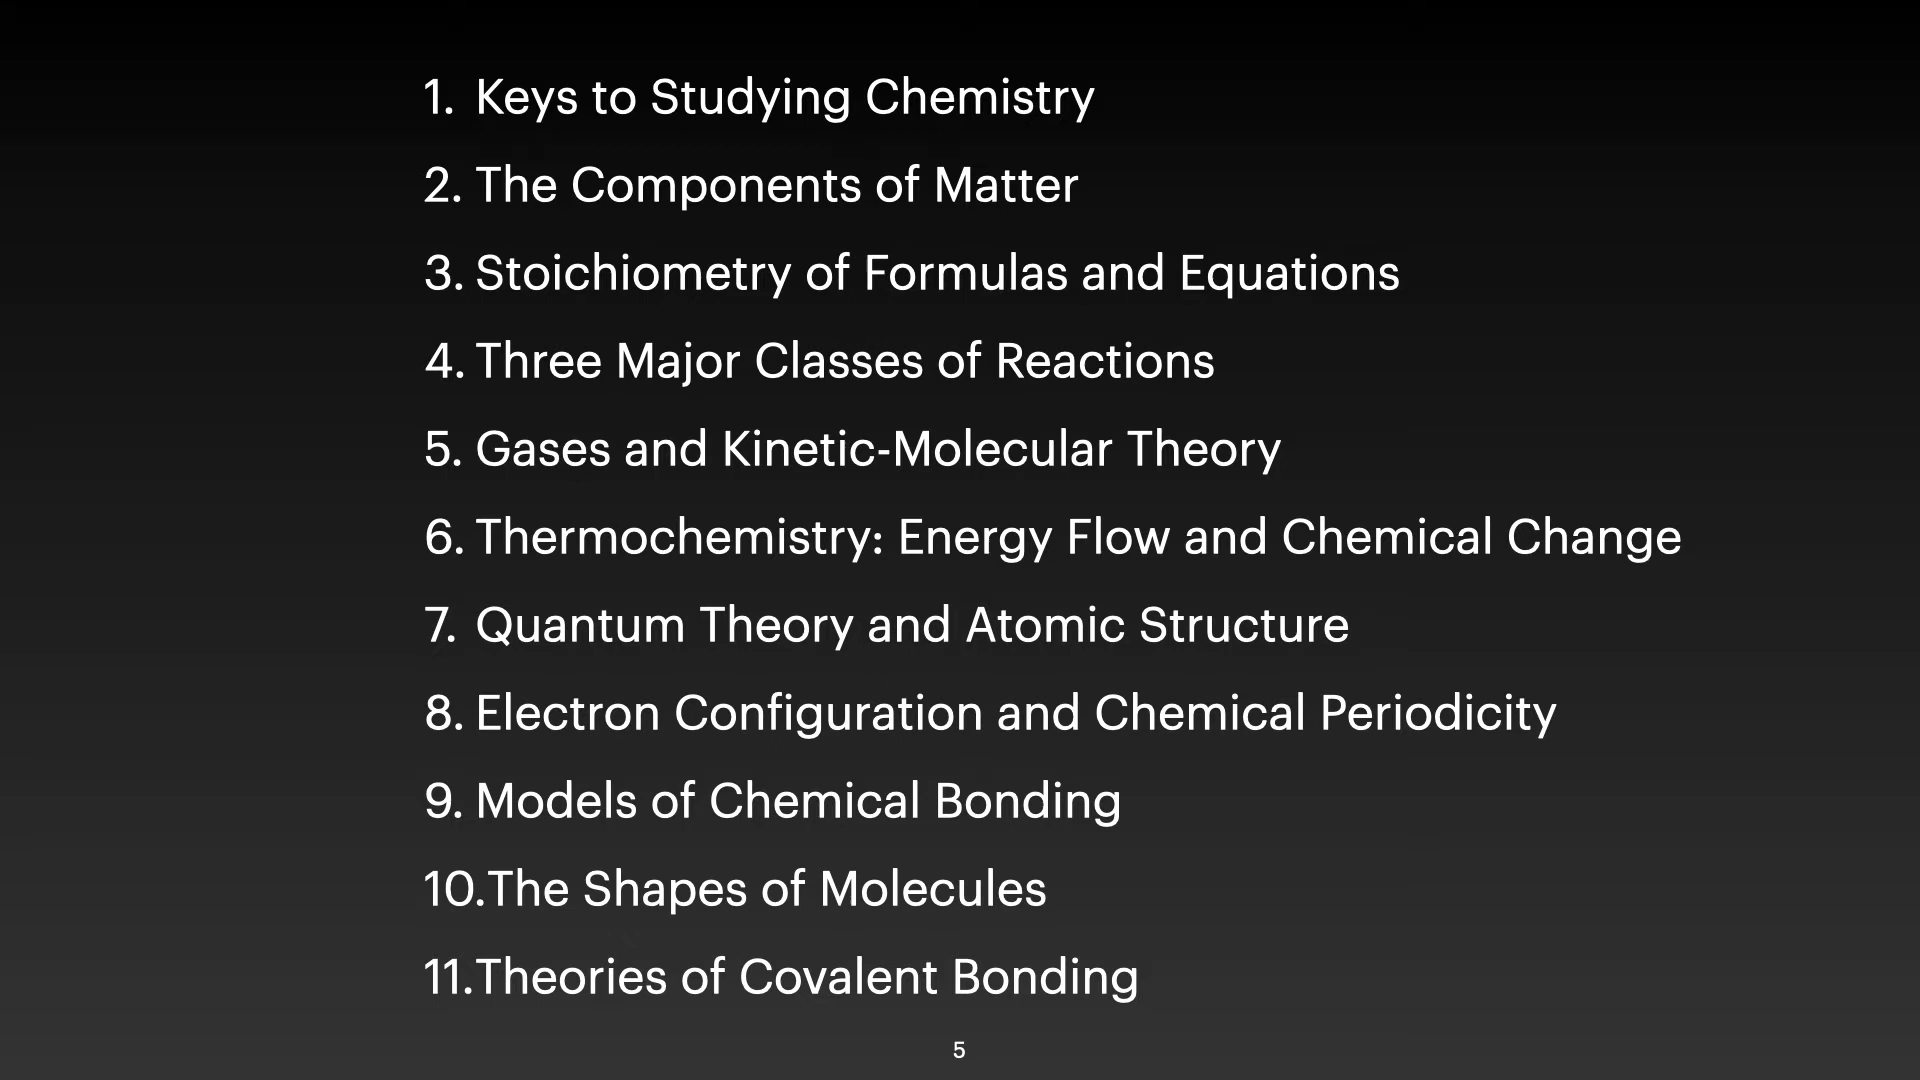 1. Keys to Studying Chemistry
2. The Components of Matter
3. Stoichiometry of Formulas and Equations
4. Three Major Classes of Reactions
5. Gases and Kinetic-Molecular Theory
6. Thermochemistry: Energy Flow and Chemical Change
7. Quantum Theory and Atomic Structure
8. Electron Configuration and Chemical Periodicity
9. Models of Chemical Bonding
10.The Shapes of Molecules
11.Theories of Covalent Bonding
5